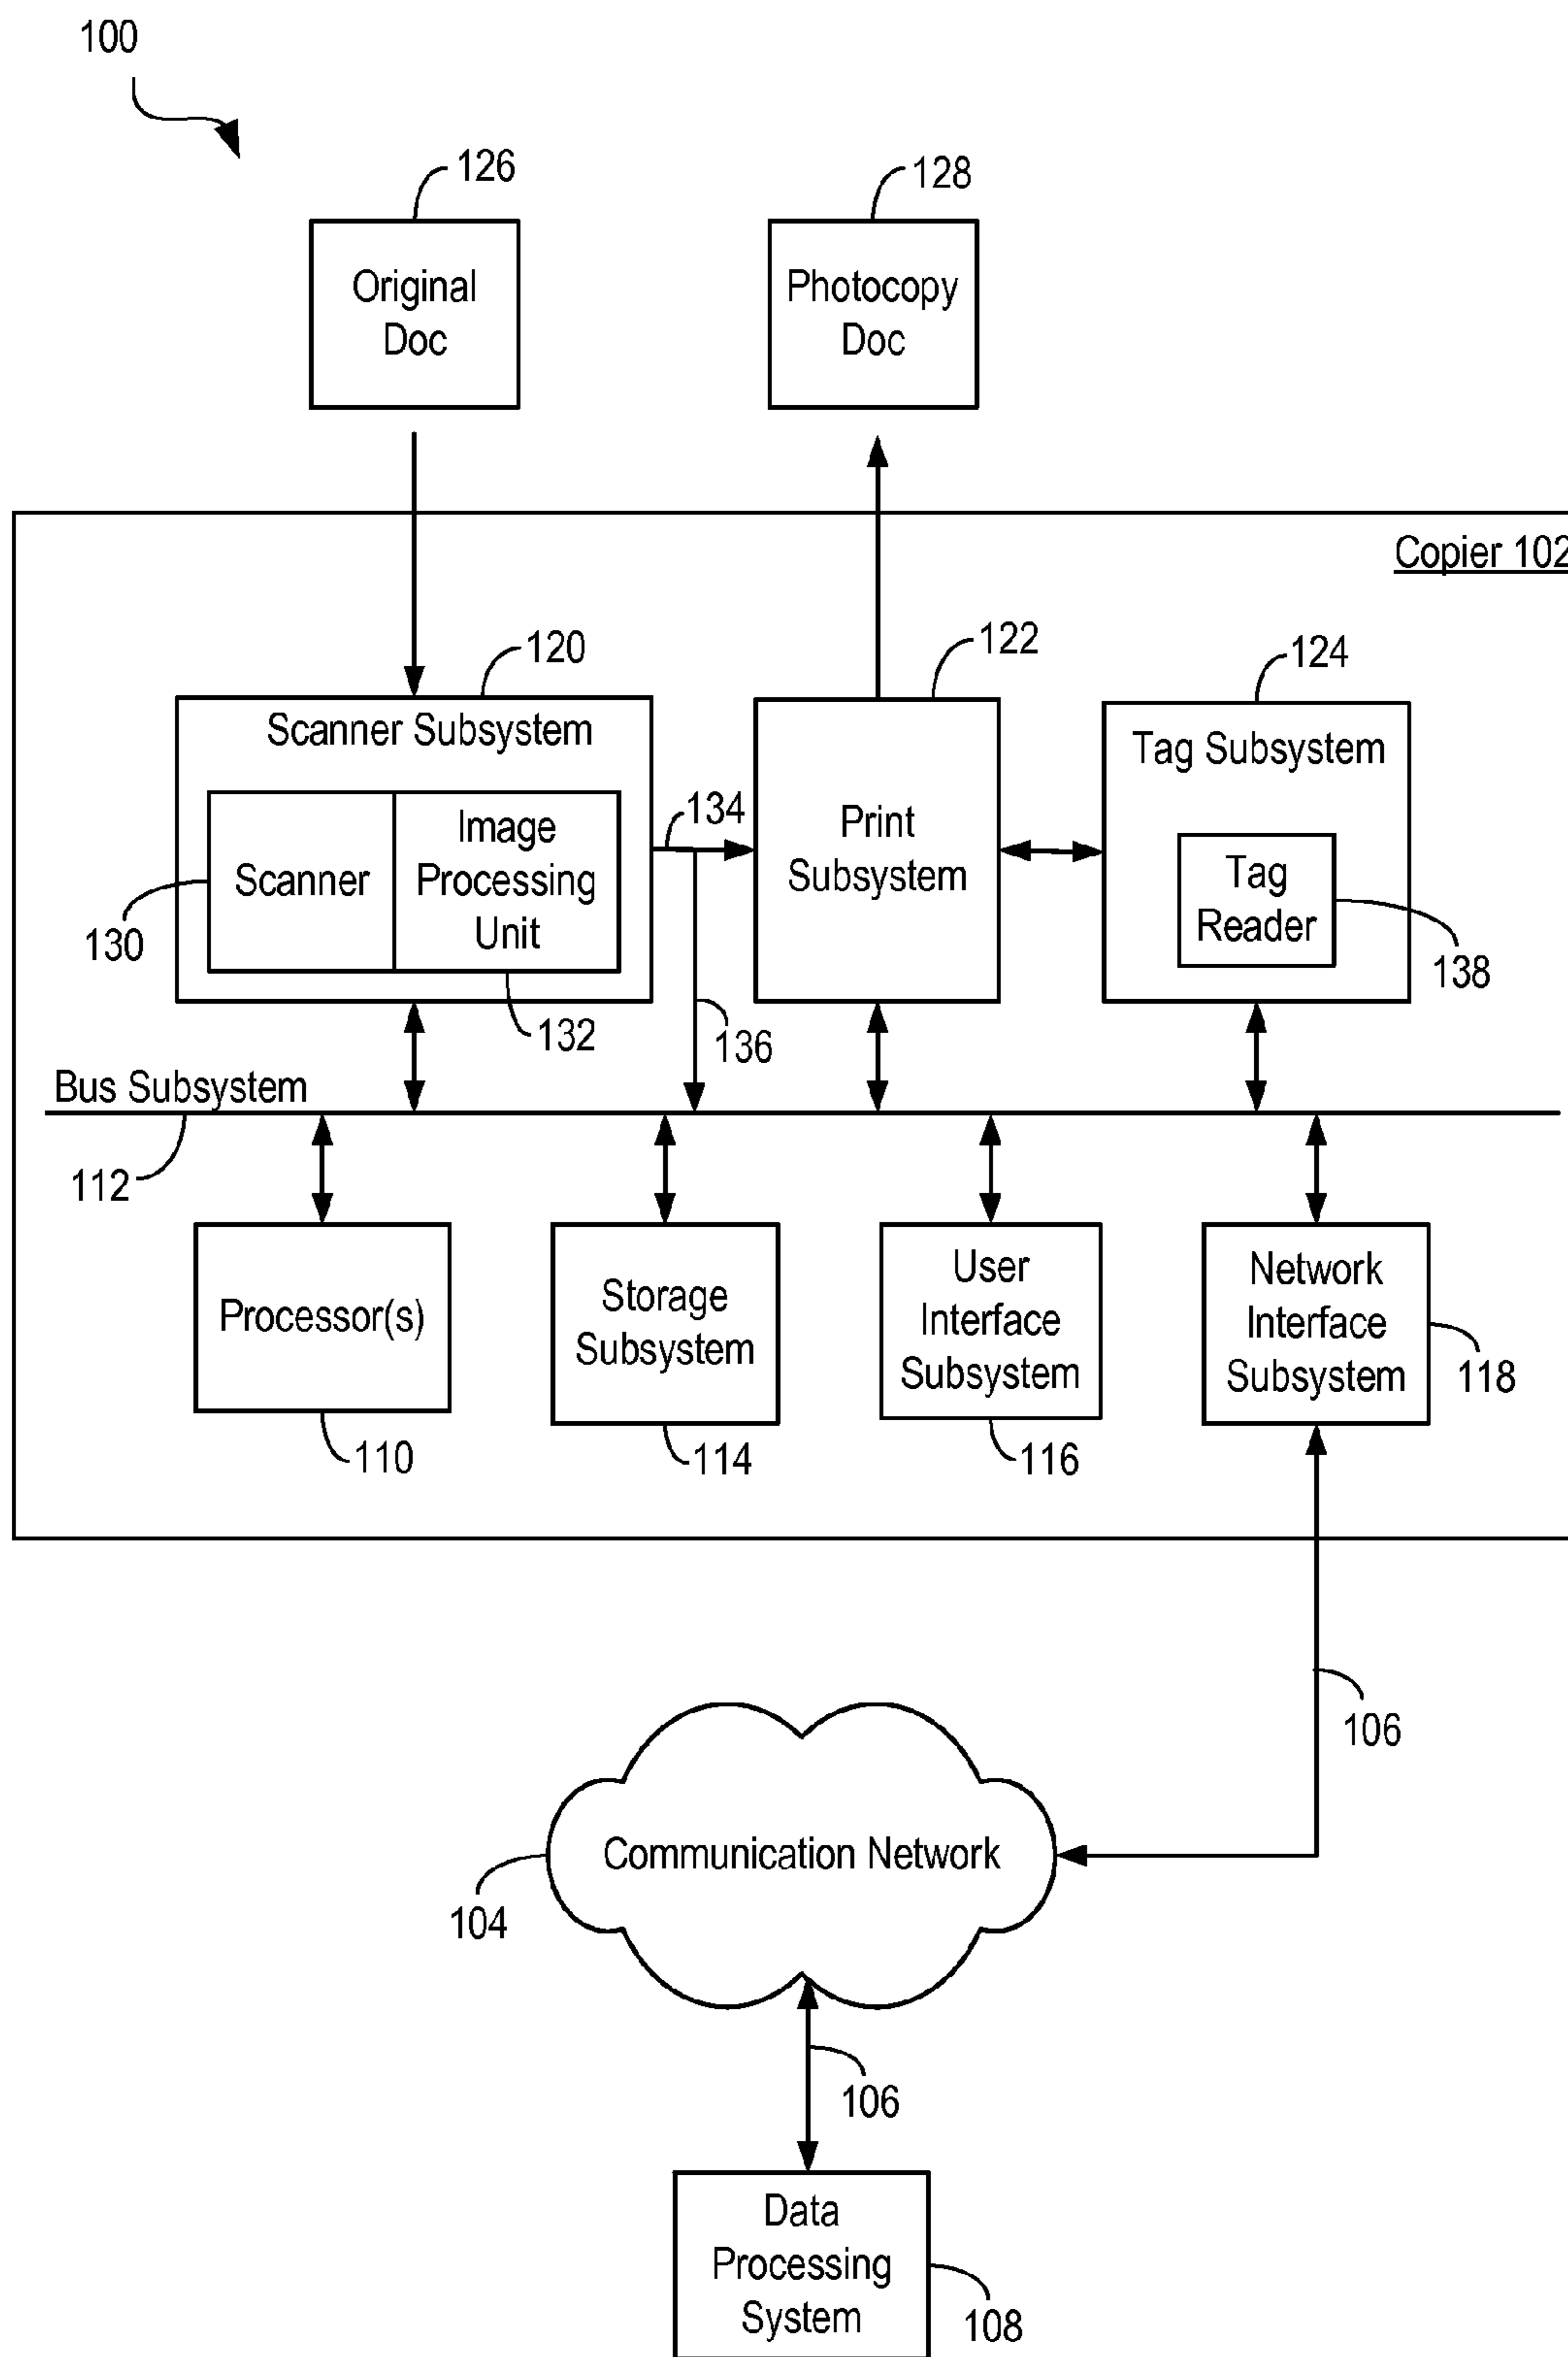 100
126
128
Original
Doc
Photocopy
Doc
Copier 102
120
122
124
Scanner Subsystem
Tag Subsystem
134
Scanner
Image
Processing
Unit
Print
Subsystem
Tag
Reader
130
132
136
138
Bus Subsystem
112
Processor(s)
Storage
Subsystem
User
Interface
Subsystem
Network
Interface
Subsystem
118
110
114
116
106
Communication Network
104
106
Data
Processing
System
108